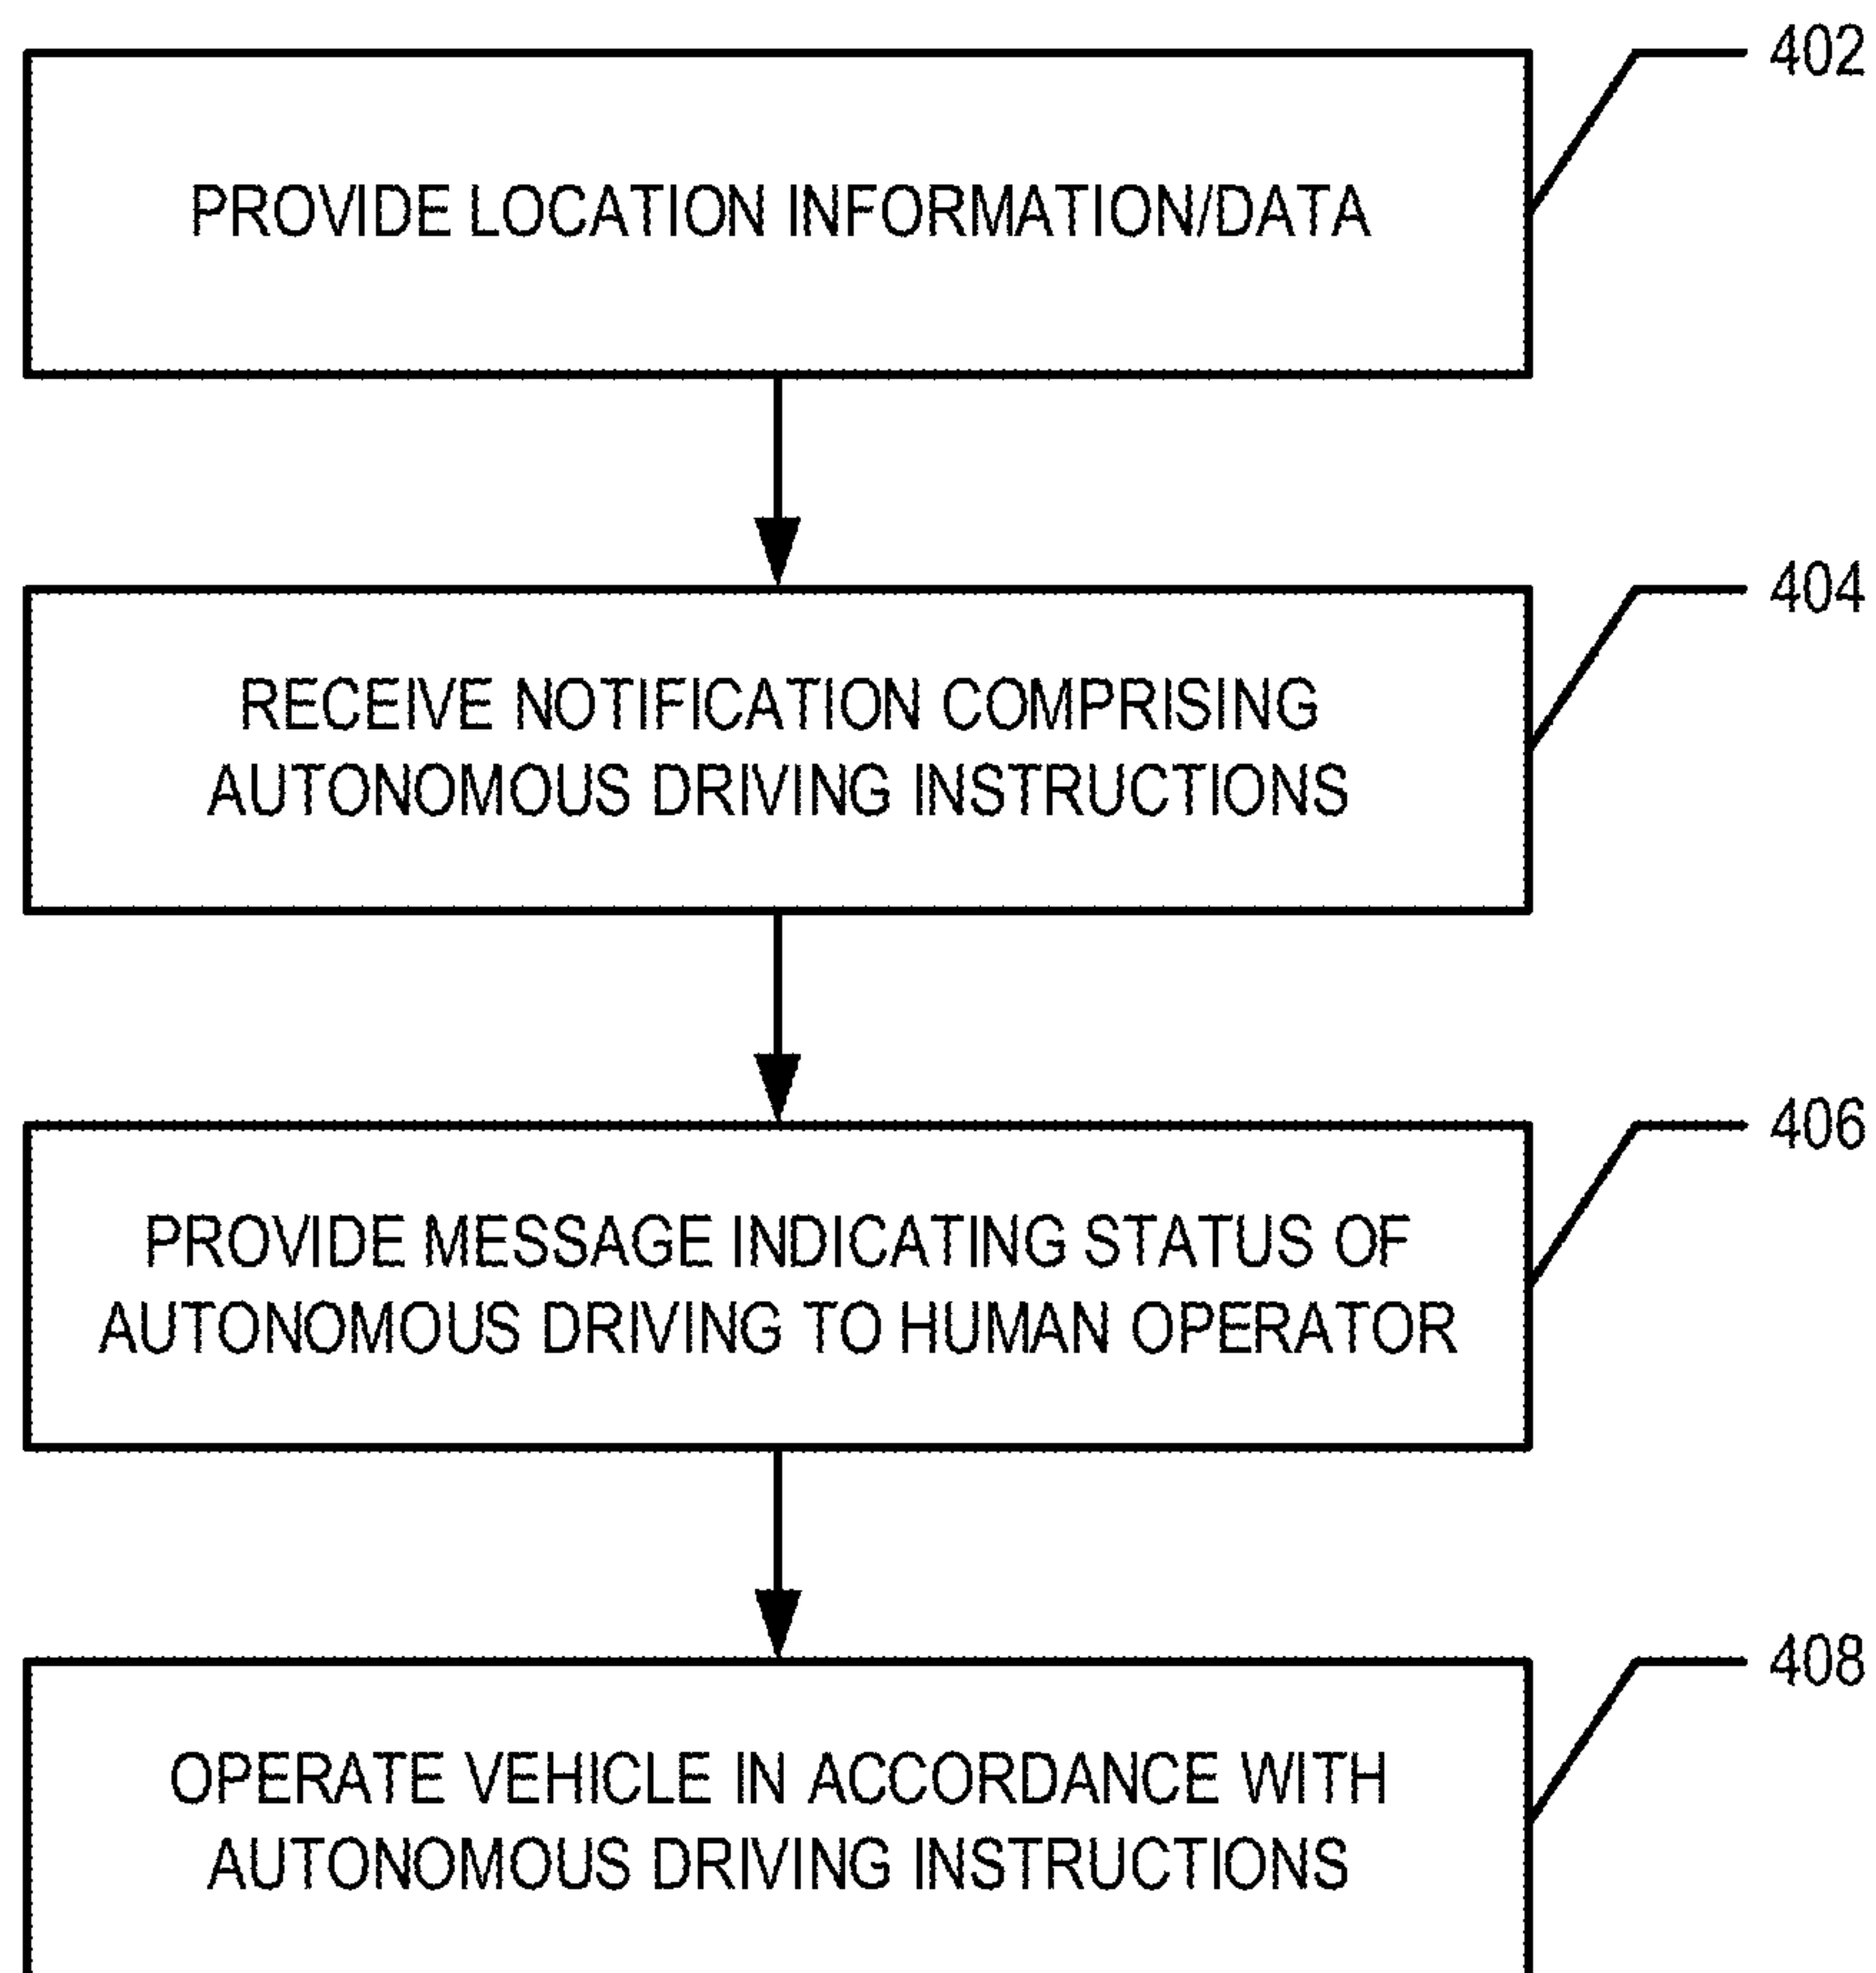 402
PROVIDE LOCATION INFORMATION/DATA
404
RECEIVE NOTIFICATION COMPRISING
AUTONOMOUS DRIVING INSTRUCTIONS
406
PROVIDE MESSAGE INDICATING STATUS OF
AUTONOMOUS DRIVING TO HUMAN OPERATOR
408
OPERATE VEHICLE IN ACCORDANCE WITH
AUTONOMOUS DRIVING INSTRUCTIONS